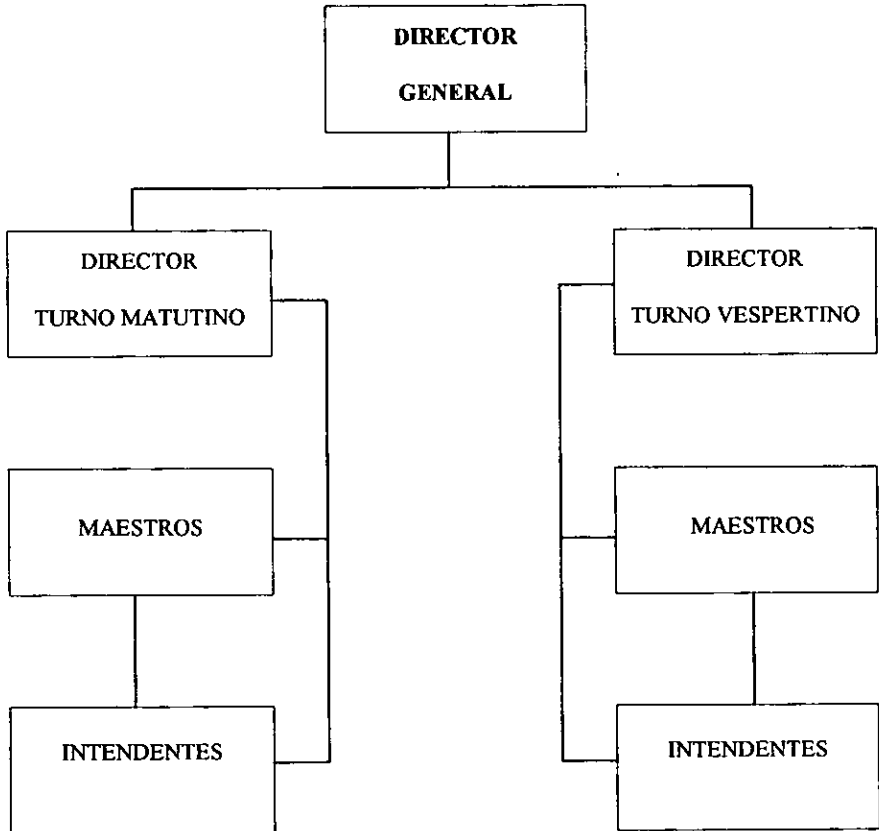 DIRECTOR
GENERAL
DIRECTOR
TURNO MATUTINO
DIRECTOR
TURNO VESPERTINO
MAESTROS
MAESTROS
INTENDENTES
INTENDENTES